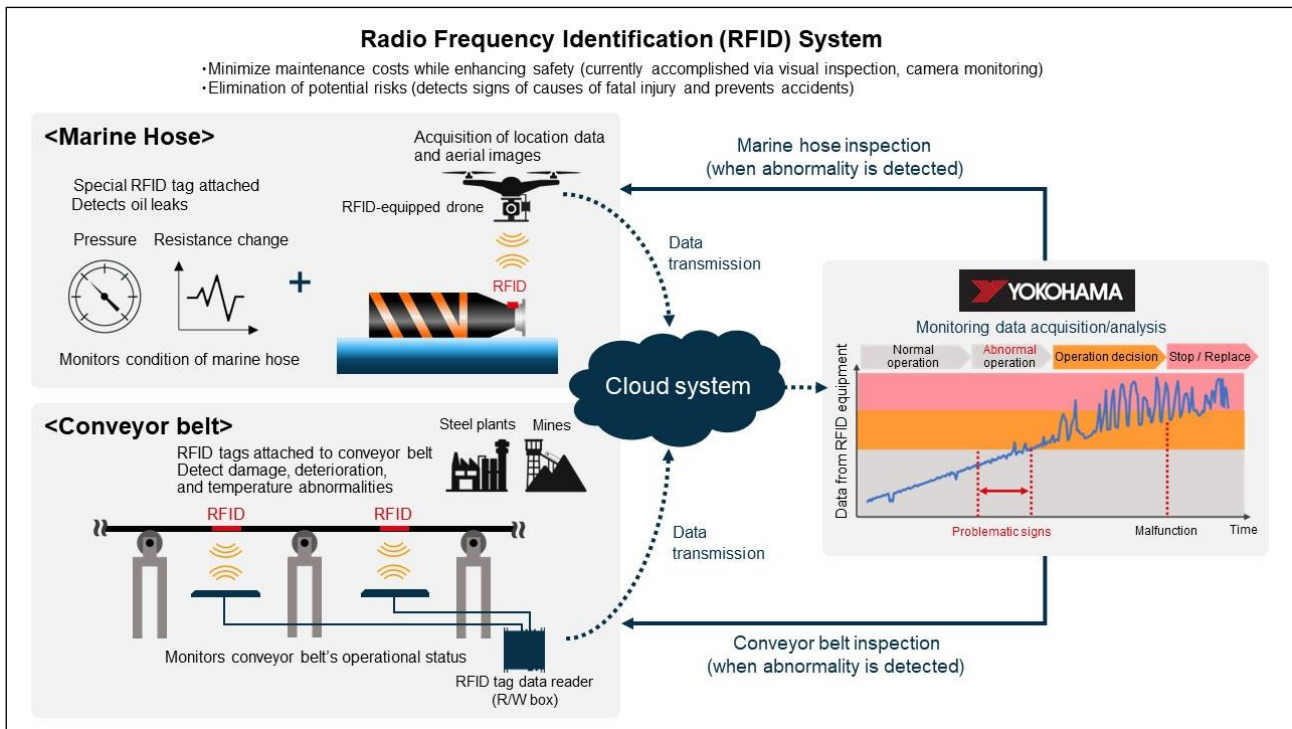 Radio Frequency Identification (RFID) System
・Minimize maintenance costs while enhancing safety (currently accomplished via visual inspection, camera monitoring)
・Elimination of potential risks (detects signs of causes of fatal injury and prevents accidents)
<Marine Hose>
Acquisition of location data
and aerial images
Special RFID tag attached
Detects oil leaks
RFID-equipped drone
Pressure
Resistance change
+
RFID
Monitors condition of marine hose
Data
transmission
Marine hose inspection
(when abnormality is detected)
Cloud system
YOKOHAMA
Monitoring data acquisition/analysis
Normal
operation
Abnormal
operation
Operation decision
Stop / Replace
Data from RFID equipment
Problematic signs
Malfunction
Time
<Conveyor belt>
Steel plants
Mines
RFID tags attached to conveyor belt
Detect damage, deterioration,
and temperature abnormalities
RFID
RFID
Monitors conveyor belt's operational status
RFID tag data reader
(R/W box)
Data
transmission
Conveyor belt inspection
(when abnormality is detected)